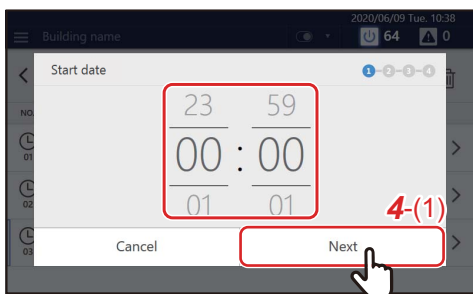 2020/06/09 Tue. 10:38
Building name
64
0
Start date
1-2-3-4
NO.
23 59
01
00 : 00
02
01 01
4-(1)
03
Cancel
Next